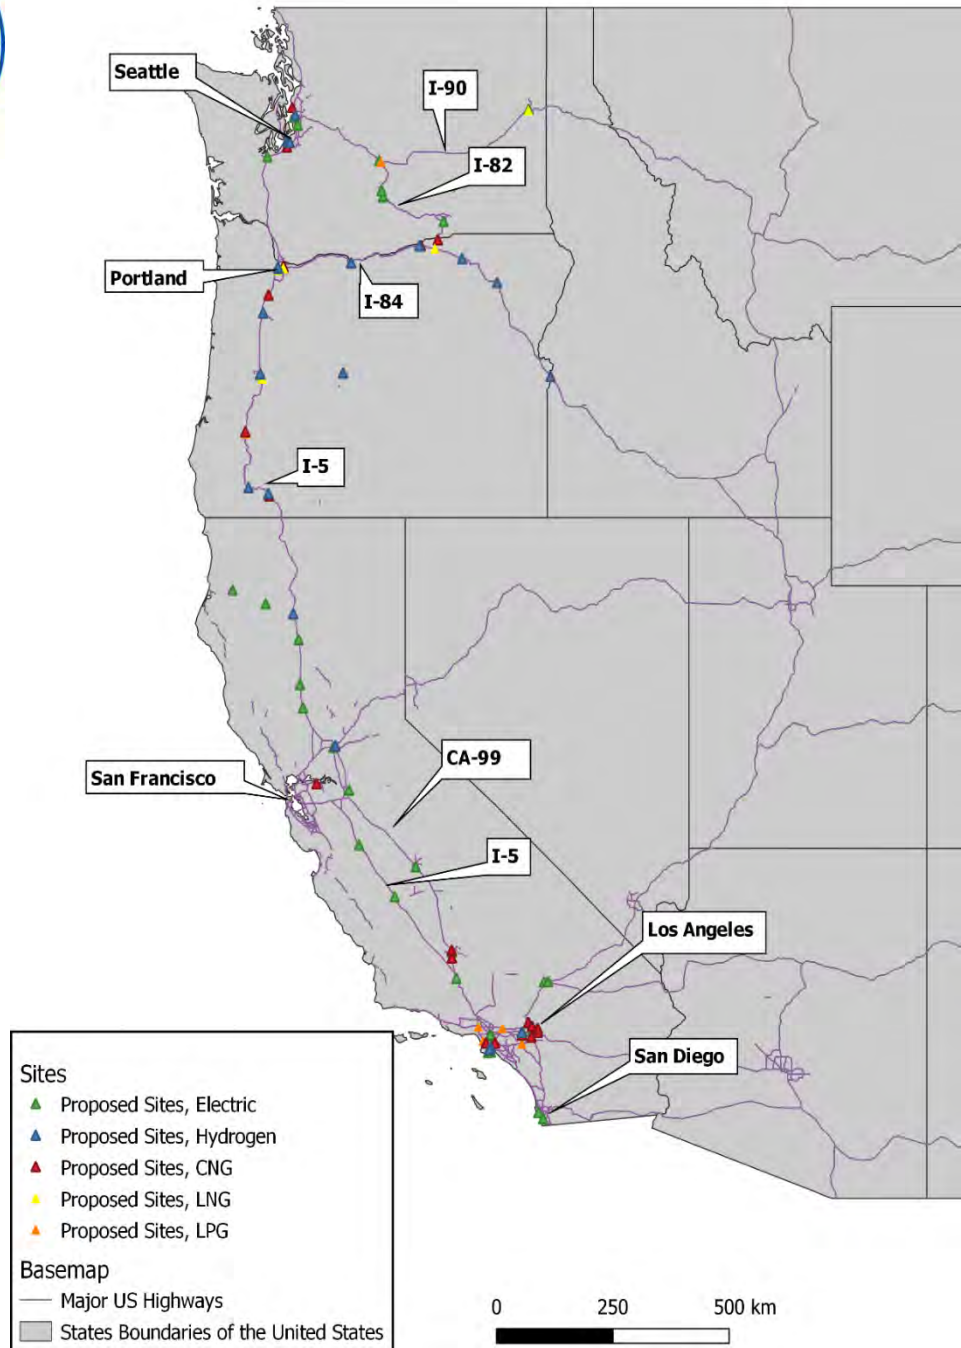 Seattle
I-90
I-82
Portland
I-84
I-5
CA-99
San Francisco
I-5
Los Angeles
San Diego
Sites
Proposed Sites, Electric
Proposed Sites, Hydrogen
Proposed Sites, CNG
Proposed Sites, LNG
Proposed Sites, LPG
Basemap
Major US Highways
States Boundaries of the United States
0 250 500 km